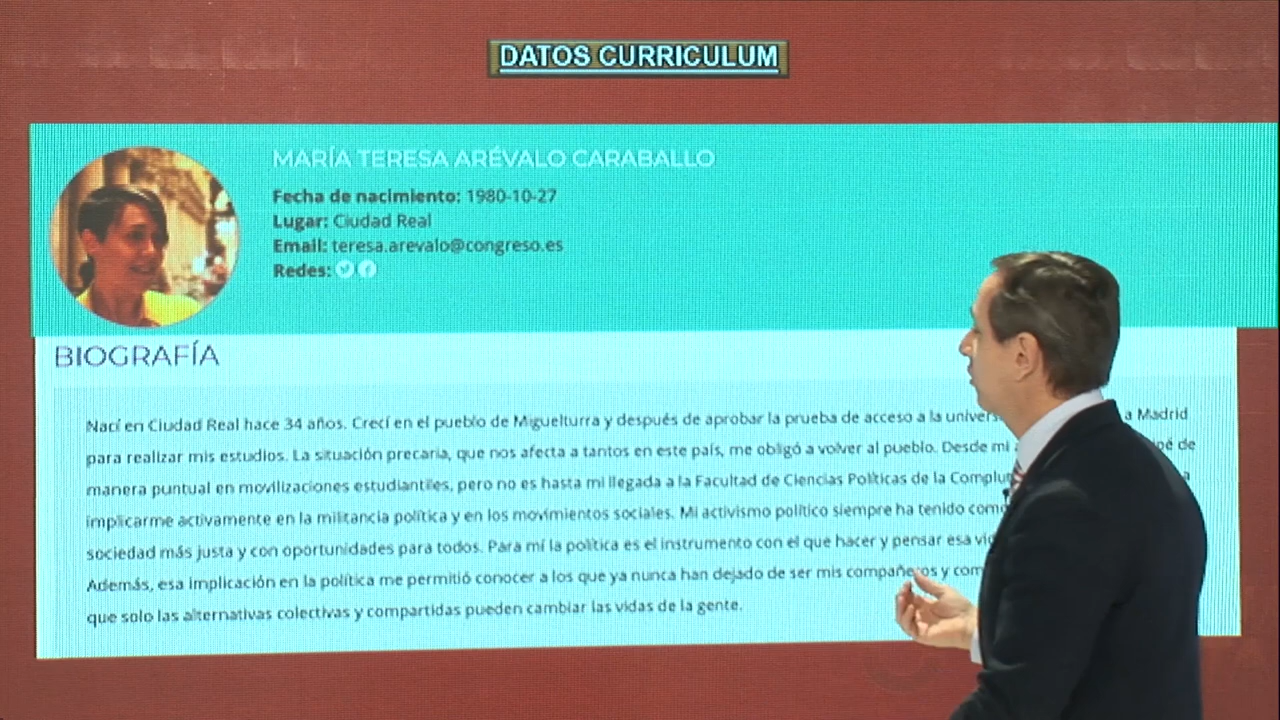 DATOS CURRICULUM
MARÍA TERESA ARÉVALO CARABALLO
Fecha de nacimiento: 1980-10-27
Lugar: Ciudad Real
Email: teresa.arevalo@congreso.es
Redes:
BIOGRAFÍA
Nací en Ciudad Real hace 34 años. Crecí en el pueblo de Miguelturra y después de aprobar la prueba de acceso a la a Madrid
para realizar mis estudios. La situación precaria, que nos afecta a tantos en este país, me obligó a volver al pueblo. Desde mi de
manera puntual en movilizaciones estudiantiles, pero no es hasta mi llegada a la Facultad de Ciencias Políticas de la
implicarme activamente en la militancia política y en los movimientos sociales. Mi activismo político siempre ha tenido como
sociedad más justa y con oportunidades para todos. Para mí la política es el instrumento con el que hacer y pensar esa
Además, esa implicación en la política me permitió conocer a los que ya nunca han dejado de ser mis compañeros y
que solo las alternativas colectivas y compartidas pueden cambiar las vidas de la gente.